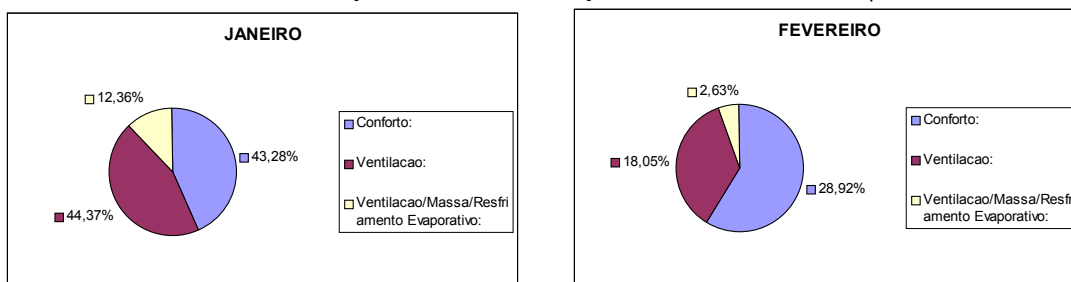 JANEIRO
12,36%
43,28%
44,37%
Conforto:
Ventilacao:
Ventilacao/Massa/Resfri
amento Evaporativo:
FEVEREIRO
2,63%
18,05%
28,92%
Conforto:
Ventilacao:
Ventilacao/Massa/Resfri
amento Evaporativo: